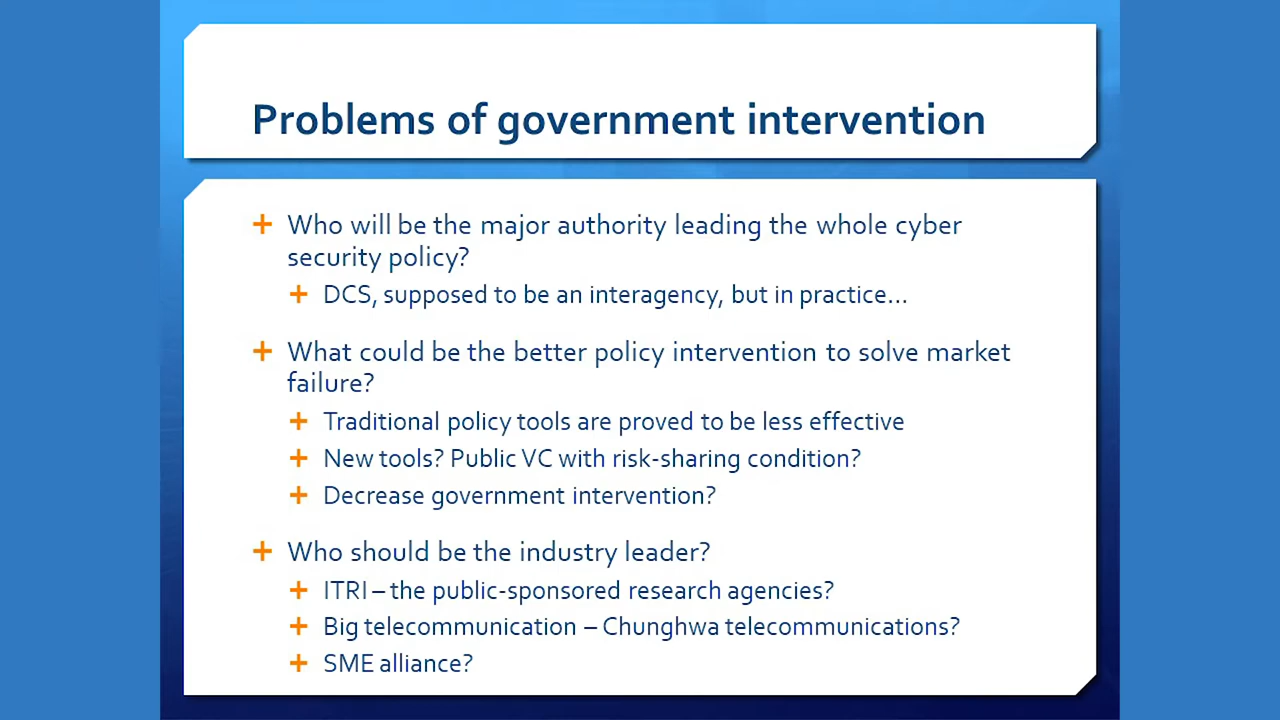 Problems of government intervention
Who will be the major authority leading the whole cyber
security policy?
DCS, supposed to be an interagency, but in practice...
What could be the better policy intervention to solve market
failure?
Traditional policy tools are proved to be less effective
New tools? Public VC with risk-sharing condition?
Decrease government intervention?
Who should be the industry leader?
ITRI – the public-sponsored research agencies?
Big telecommunication – Chunghwa telecommunications?
SME alliance?